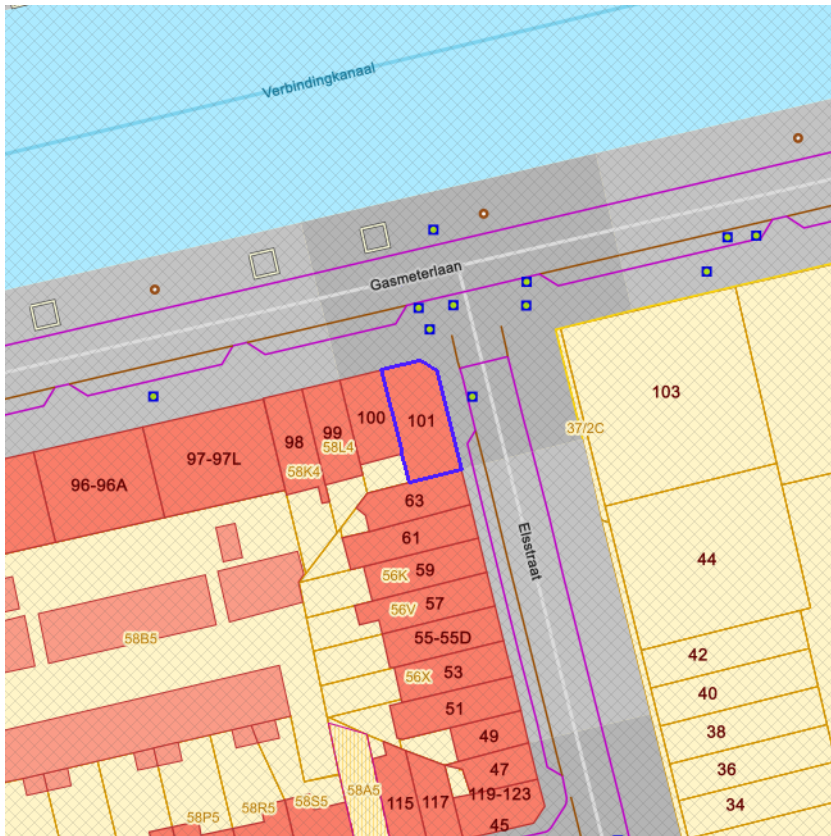 Verbindingkanaal
Gasmeterlaan
103
100
101
99
98
58L4
37/2C
97-97L
58K4
96-96A
63
61
Elsstraat
44
59
56K
57
56V
55-55D
58B5
42
53
56X
40
51
38
49
47
36
58A5
119-123
115
117
58S5
34
58R5
58P5
45